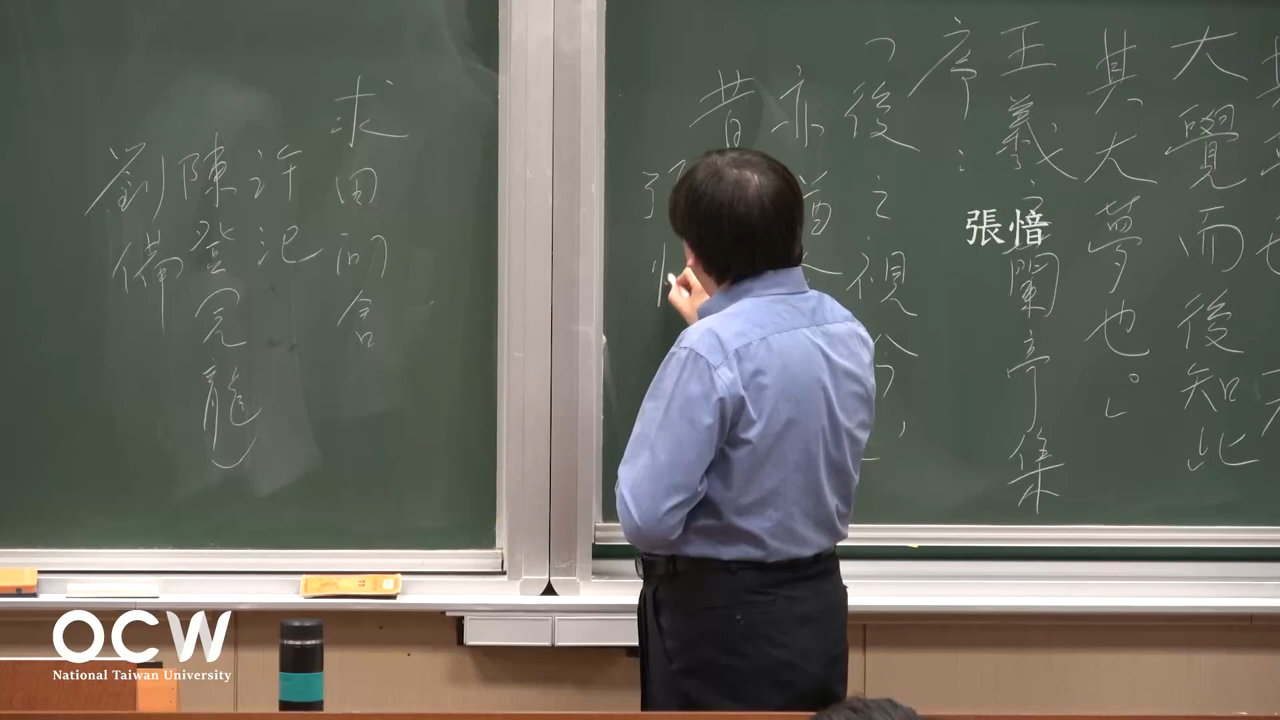 大覺而後知此
其大夢也。」
王羲之蘭亭集
序：
「後之視今，
亦
昔
張愔
求田問舍
許汜
陳登元龍
劉備
OCW
National Taiwan University